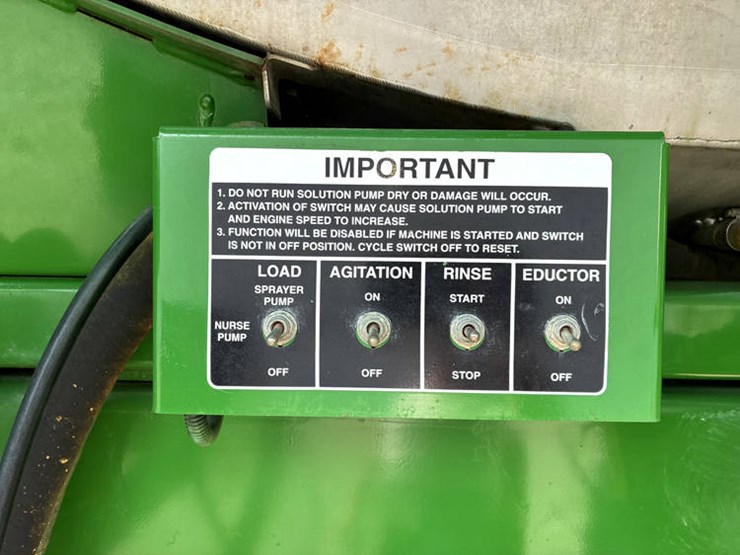 IMPORTANT
1. DO NOT RUN SOLUTION PUMP DRY OR DAMAGE WILL OCCUR.
2. ACTIVATION OF SWITCH MAY CAUSE SOLUTION PUMP TO START
AND ENGINE SPEED TO INCREASE.
3. FUNCTION WILL BE DISABLED IF MACHINE IS STARTED AND SWITCH
IS NOT IN OFF POSITION. CYCLE SWITCH OFF TO RESET.
LOAD
SPRAYER
PUMP
NURSE
PUMP
OFF
AGITATION
ON
OFF
RINSE
START
STOP
EDUCTOR
ON
OFF